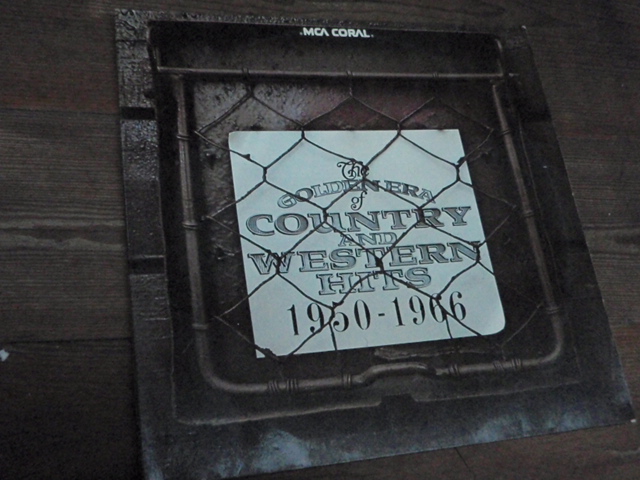 .MCA CORAL.
The
GOLDEN ERA
of
COUNTRY
AND
WESTERN
HITS
1950-1966